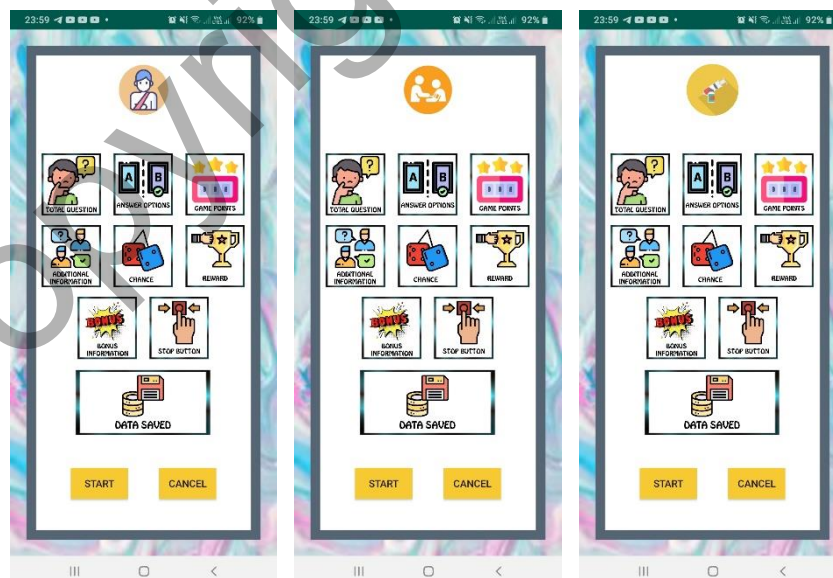 23:59 92%
?
A B
TOTAL QUESTION ANSWER OPTIONS GAME POINTS
?
ADDITIONAL INFORMATION CHANCE REWARD
BONUS
BONUS INFORMATION STOP BUTTON
DATA SAVED
START CANCEL
23:59 92%
?
A B
TOTAL QUESTION ANSWER OPTIONS GAME POINTS
?
ADDITIONAL INFORMATION CHANCE REWARD
BONUS
BONUS INFORMATION STOP BUTTON
DATA SAVED
START CANCEL
23:59 92%
?
A B
TOTAL QUESTION ANSWER OPTIONS GAME POINTS
?
ADDITIONAL INFORMATION CHANCE REWARD
BONUS
BONUS INFORMATION STOP BUTTON
DATA SAVED
START CANCEL
opyrig